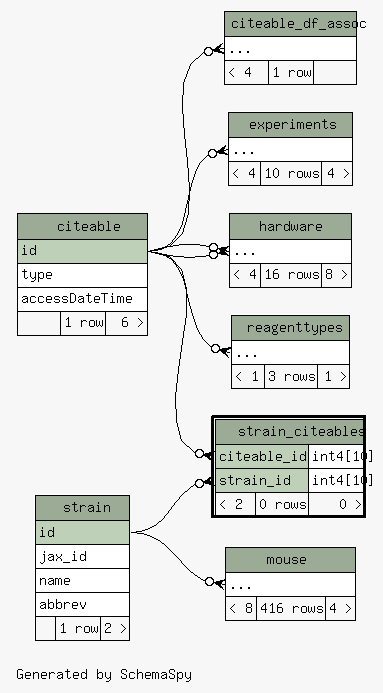 citeable_df_assoc
...
< 4 1 row
experiments
...
< 4 10 rows 4 >
citeable
id
type
accessDateTime
1 row 6 >
hardware
...
< 4 16 rows 8 >
reagenttypes
...
< 1 3 rows 1 >
strain_citeables
citeable_id int4[10]
strain_id int4[10]
< 2 0 rows 0 >
strain
id
jax_id
name
abbrev
1 row 2 >
mouse
...
< 8 416 rows 4 >
Generated by SchemaSpy